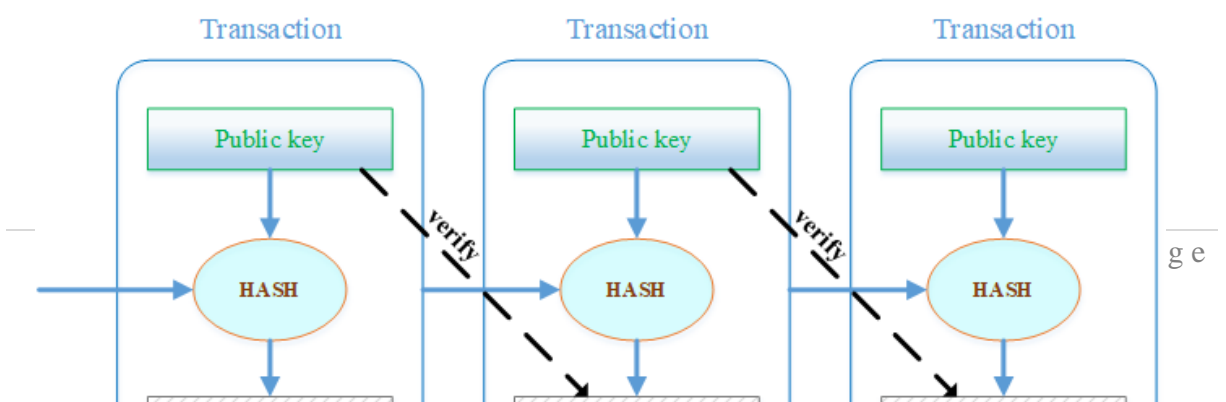 Transaction Transaction Transaction
Public key Public key Public key
verify verify
g e
HASH HASH HASH